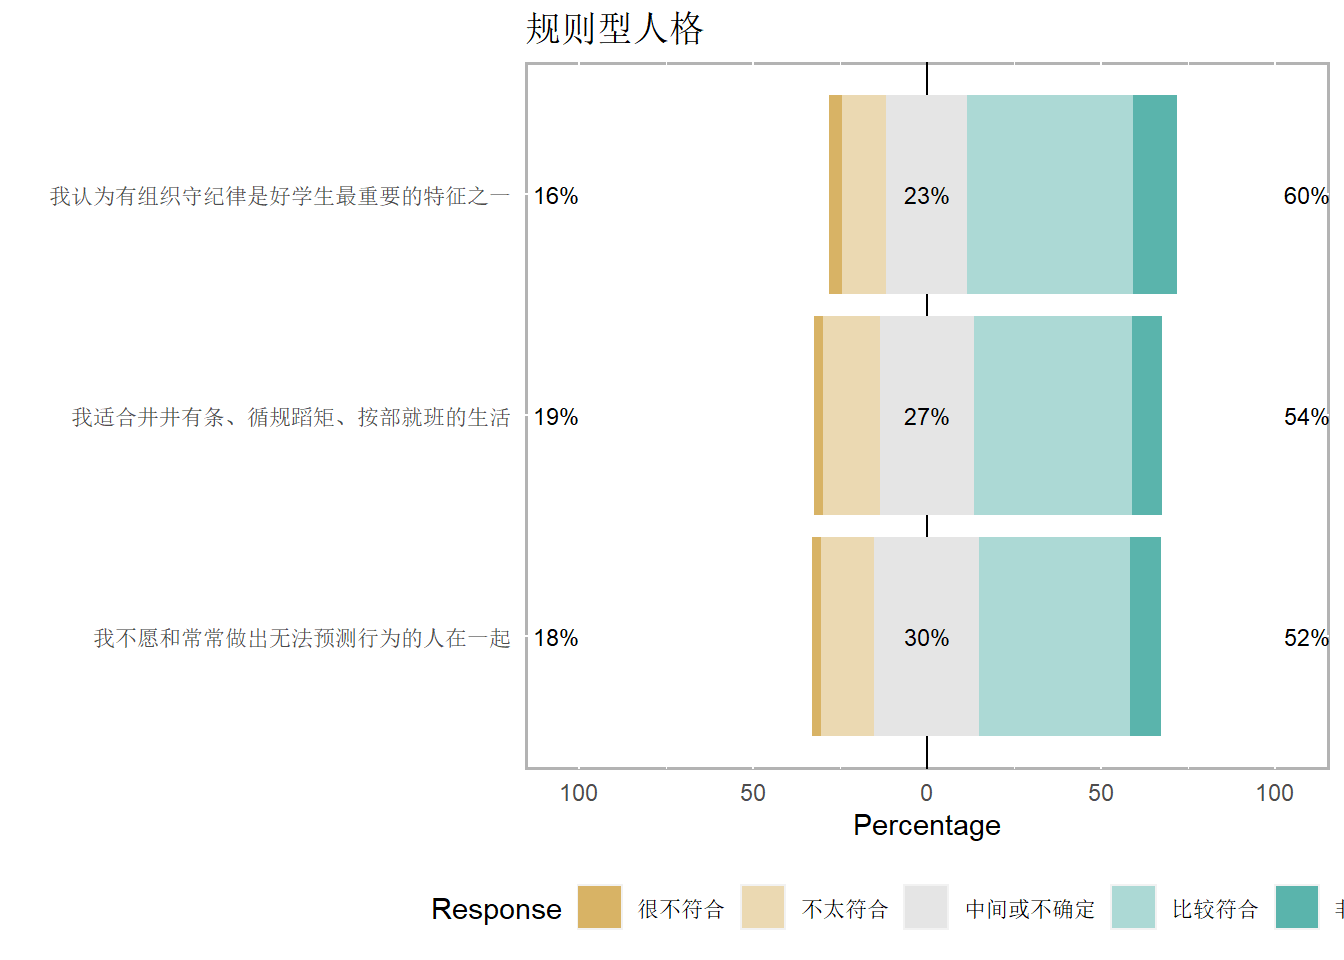 规则型人格
我认为有组织守纪律是好学生最重要的特征之一 16% 23% 60%
我适合井井有条、循规蹈矩、按部就班的生活 19% 27% 54%
我不愿和常常做出无法预测行为的人在一起 18% 30% 52%
100 50 0 50 100
Percentage
Response 很不符合 不太符合 中间或不确定 比较符合